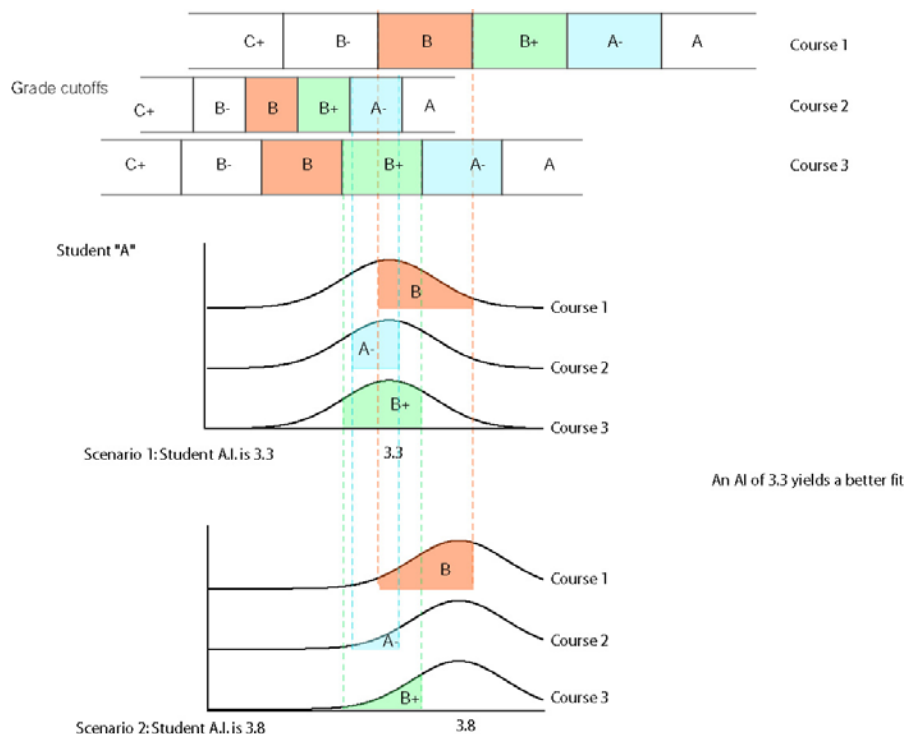 C+ B- B B+ A- A Course 1
Grade cutoffs
C+ B- B B+ A- A Course 2
C+ B- B B+ A- A Course 3
Student "A"
B
Course 1
A-
Course 2
B+
Course 3
Scenario 1: Student A.I. is 3.3 3.3
An AI of 3.3 yields a better fit
B
Course 1
A-
Course 2
B+
Course 3
Scenario 2: Student A.I. is 3.8 3.8